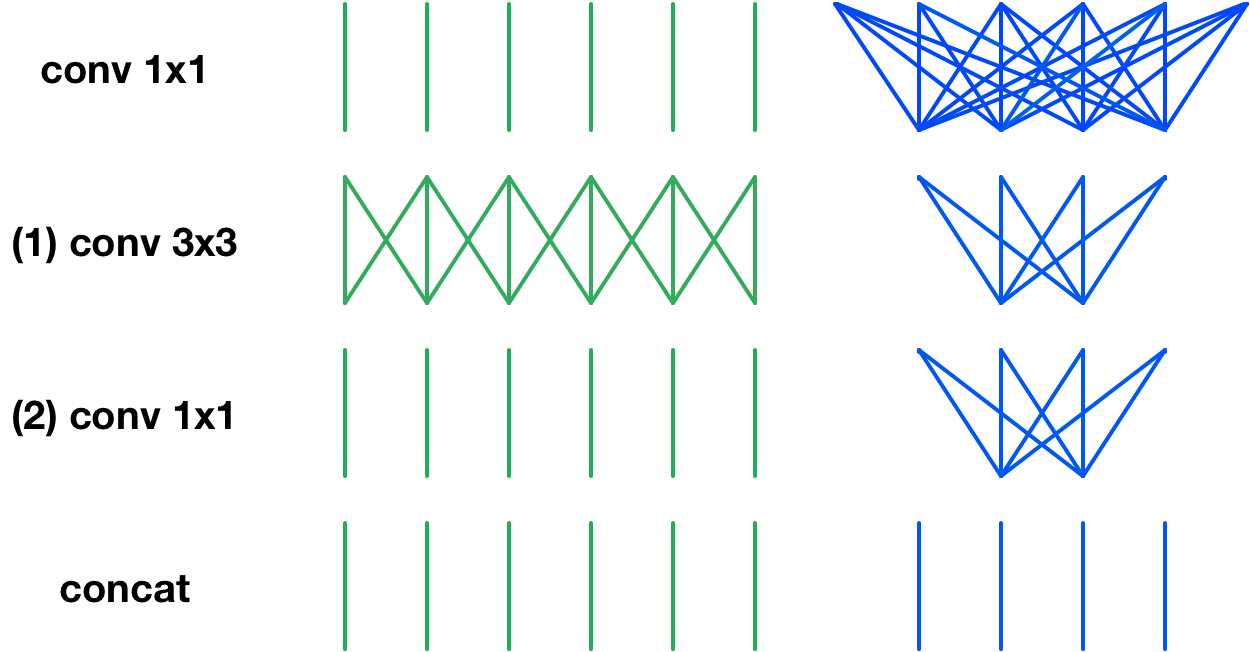 conv 1x1
(1) conv 3x3
(2) conv 1x1
concat